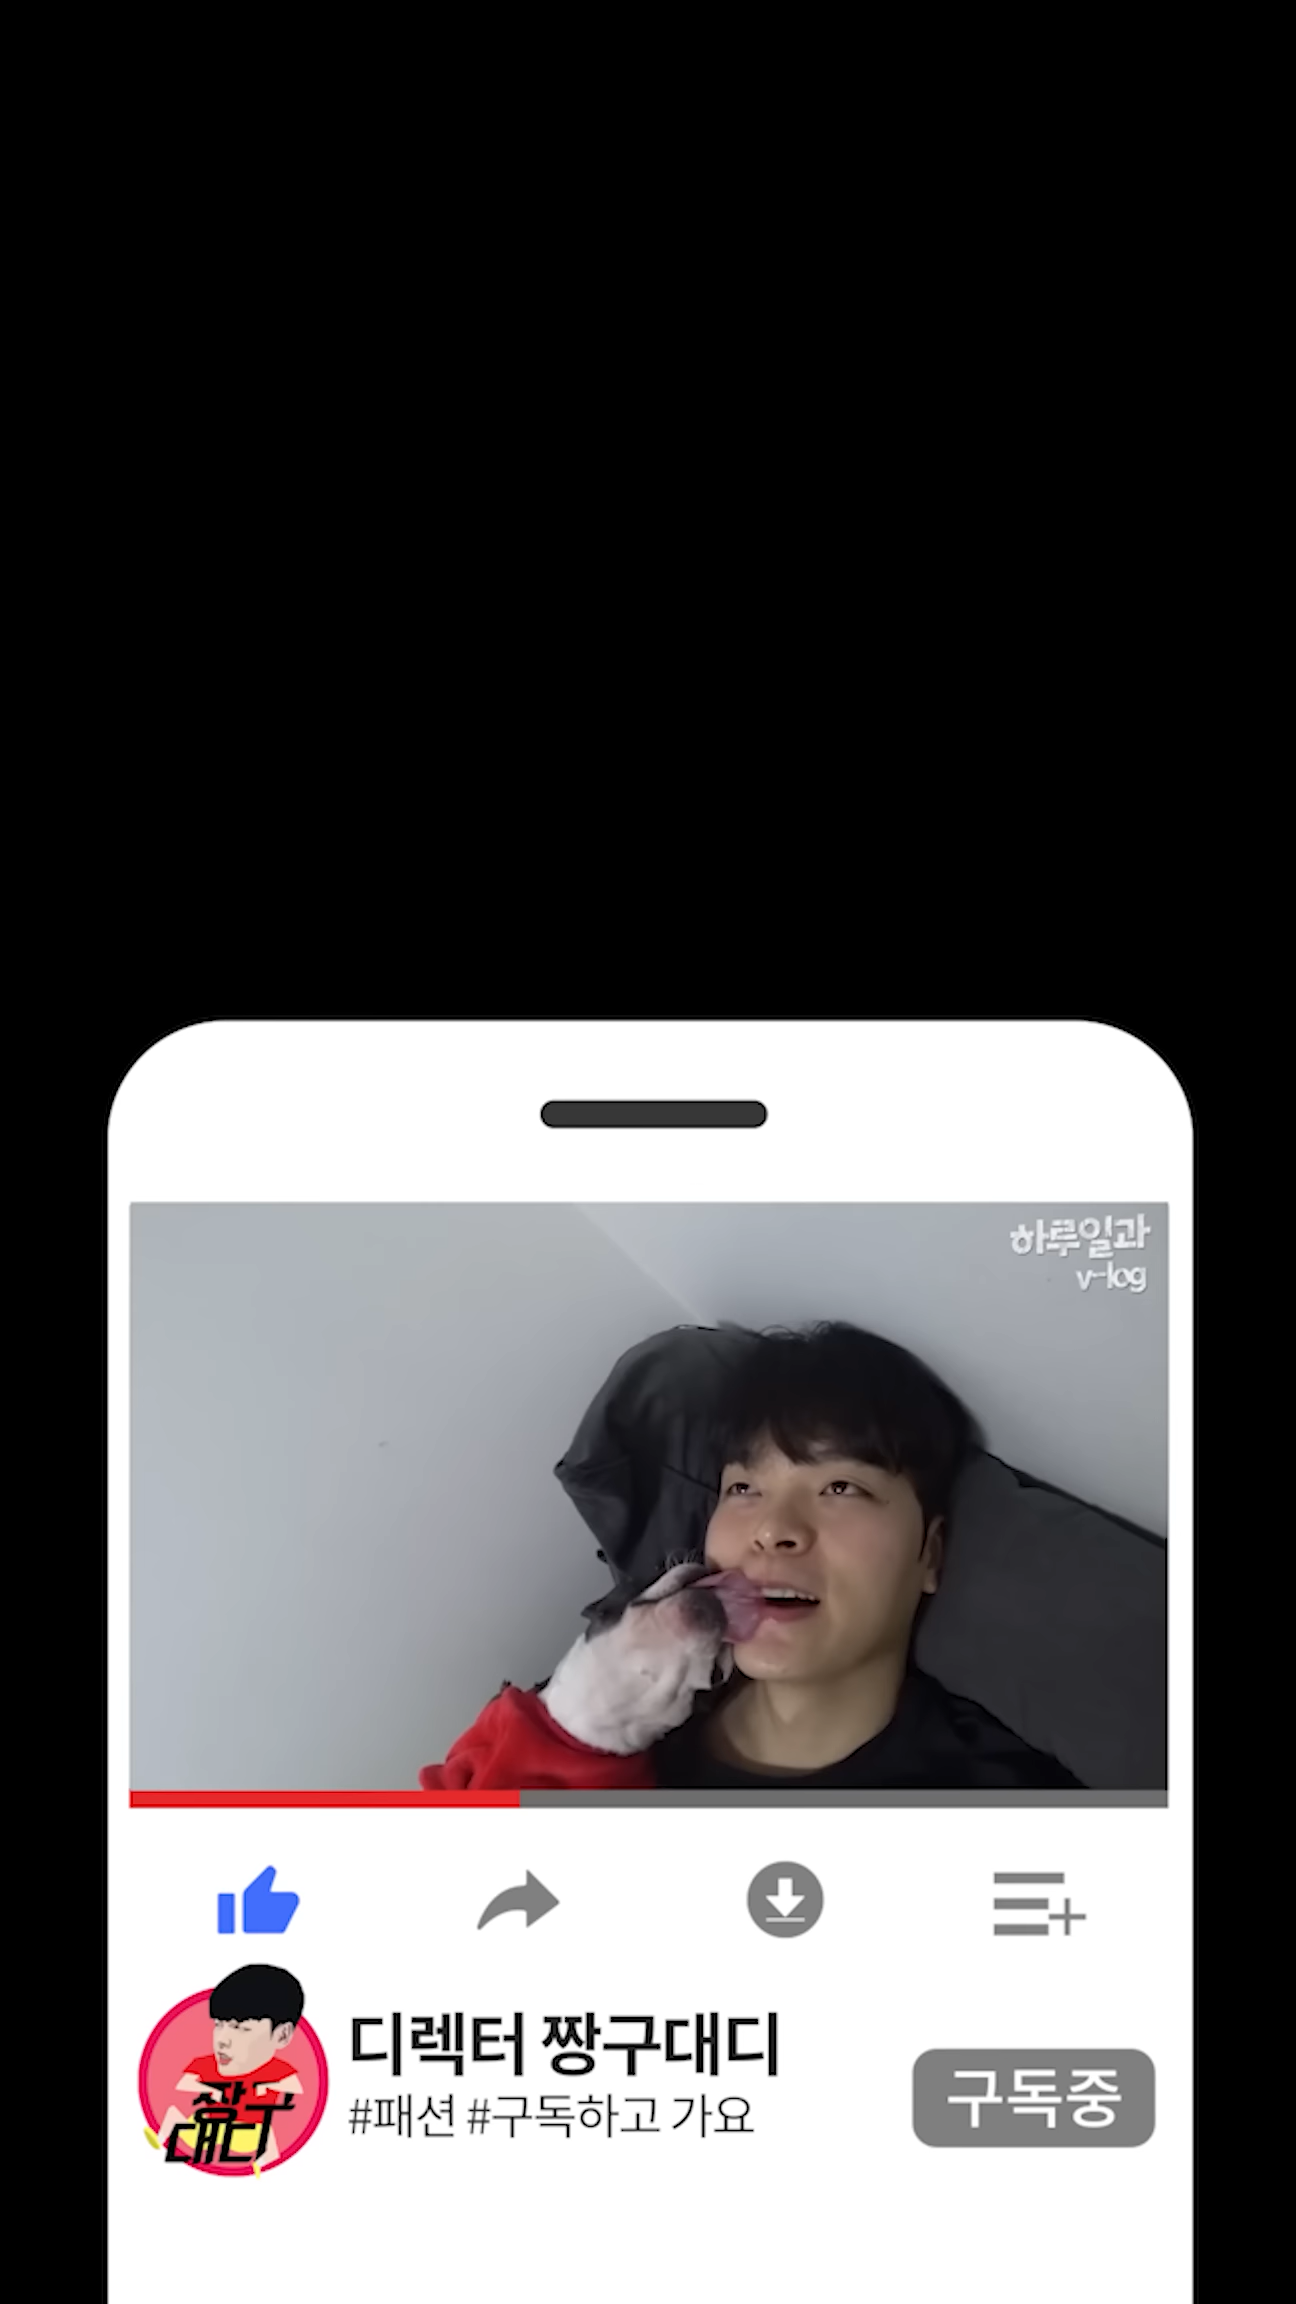 하루일과
v-log
디렉터 짱구대디
#패션 #구독하고 가요
구독중
짱구
대디